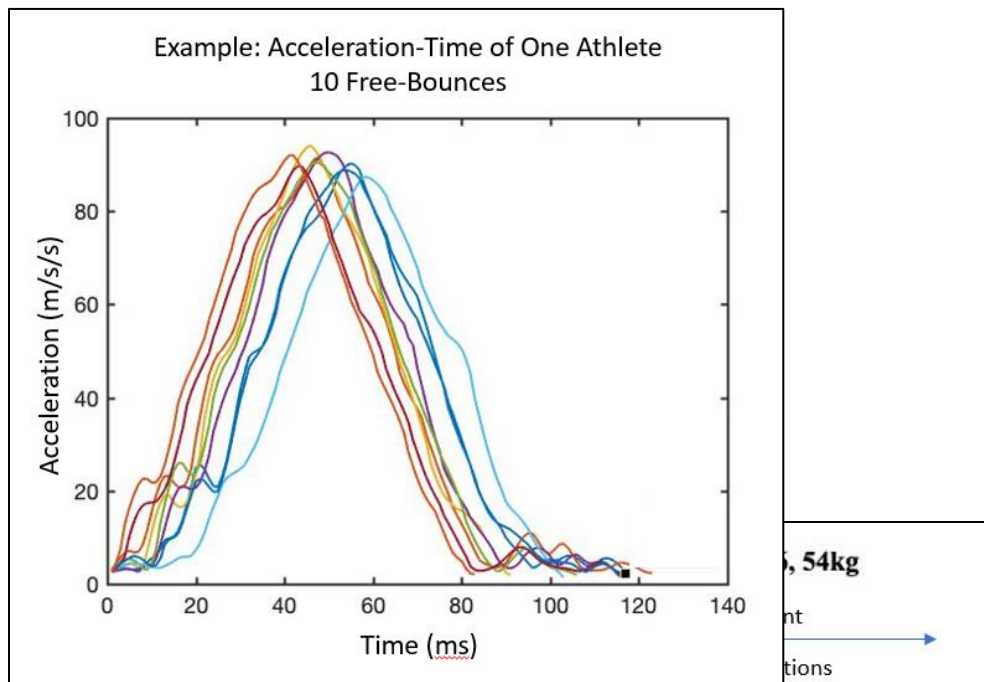 Example: Acceleration-Time of One Athlete
10 Free-Bounces
100
80
60
40
20
0
Acceleration (m/s/s)
0 20 40 60 80 100 120 140
Time (ms)
, 54kg
nt
tions